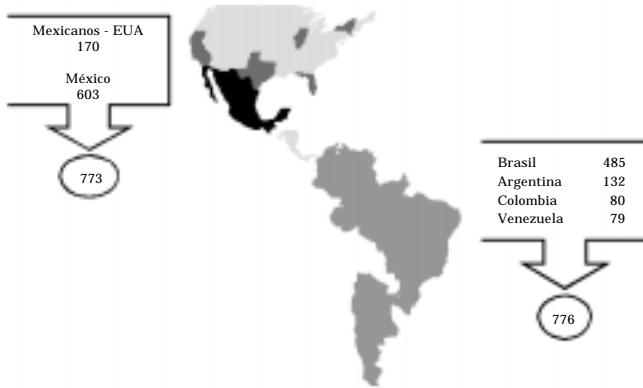 Mexicanos - EUA
170
México
603
773
Brasil 485
Argentina 132
Colombia 80
Venezuela 79
776